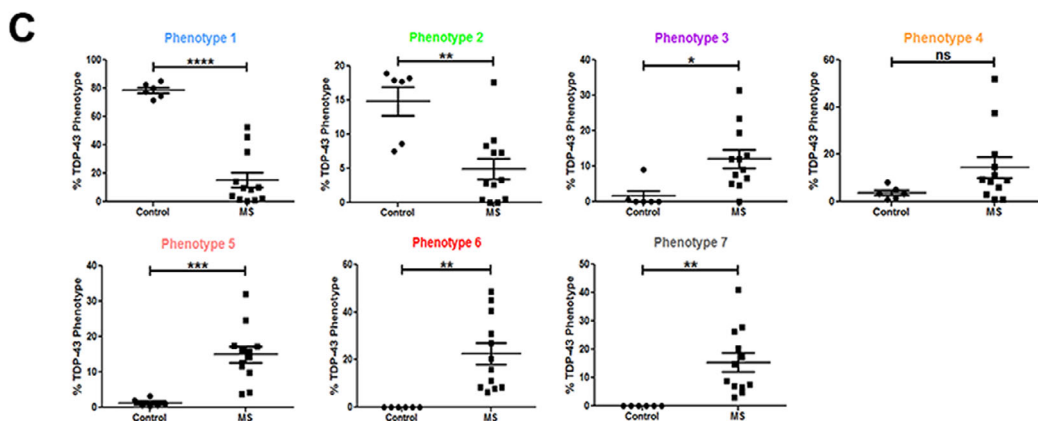 C
Phenotype 1
****
% TDP-43 Phenotype
100
80
60
40
20
0
Control
MS
Phenotype 2
**
% TDP-43 Phenotype
20
15
10
5
0
Control
MS
Phenotype 3
*
% TDP-43 Phenotype
40
30
20
10
0
Control
MS
Phenotype 4
ns
% TDP-43 Phenotype
60
40
20
0
Control
MS
Phenotype 5
***
% TDP-43 Phenotype
40
30
20
10
0
Control
MS
Phenotype 6
**
% TDP-43 Phenotype
60
40
20
0
Control
MS
Phenotype 7
**
% TDP-43 Phenotype
50
40
30
20
10
0
Control
MS